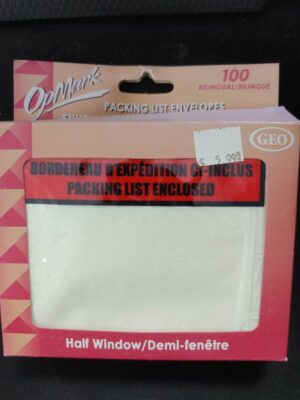 OpMark
100
BILINGUAL/BILINGUE
PACKING LIST ENVELOPES
$ 5.99
GEO
BORDEREAU D'EXPÉDITION CI-INCLUS
PACKING LIST ENCLOSED
Half Window/Demi-fenêtre